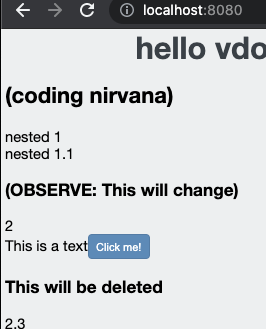 localhost:8080
hello vdo
(coding nirvana)
nested 1
nested 1.1
(OBSERVE: This will change)
2
This is a text Click me!
This will be deleted
2.3